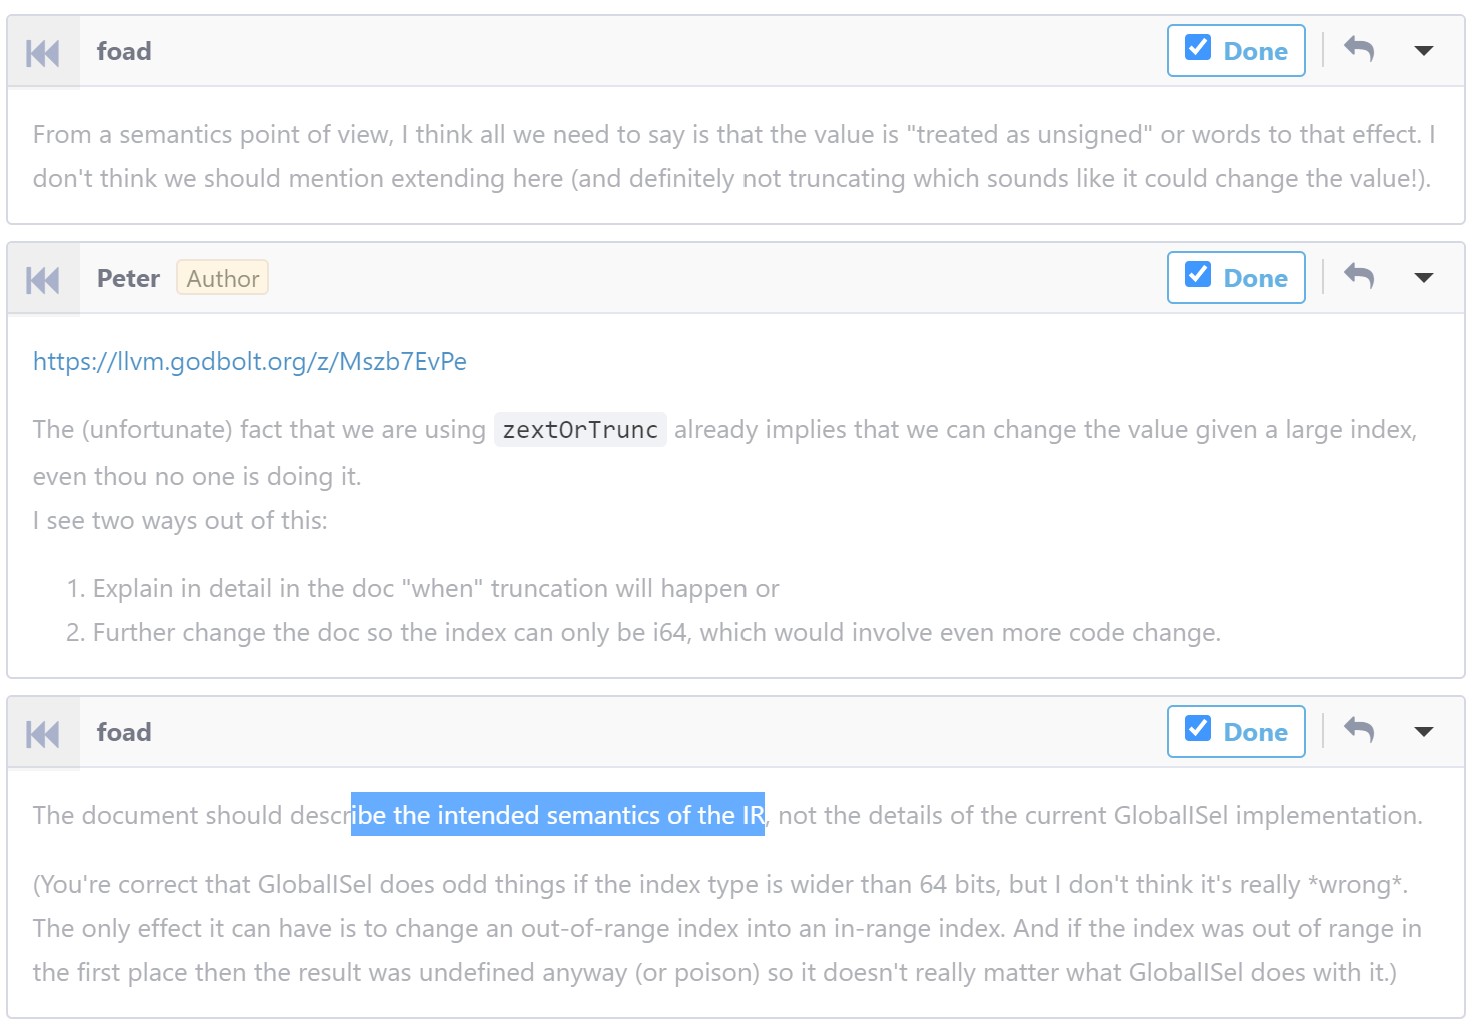 foad
Done
From a semantics point of view, I think all we need to say is that the value is "treated as unsigned" or words to that effect. I
don't think we should mention extending here (and definitely not truncating which sounds like it could change the value!).
Peter Author
Done
https://llvm.godbolt.org/z/Mszb7EvPe
The (unfortunate) fact that we are using zextOrTrunc already implies that we can change the value given a large index,
even thou no one is doing it.
I see two ways out of this:
1. Explain in detail in the doc "when" truncation will happen or
2. Further change the doc so the index can only be i64, which would involve even more code change.
foad
Done
The document should describe the intended semantics of the IR, not the details of the current GlobalISel implementation.
(You're correct that GlobalISel does odd things if the index type is wider than 64 bits, but I don't think it's really *wrong*.
The only effect it can have is to change an out-of-range index into an in-range index. And if the index was out of range in
the first place then the result was undefined anyway (or poison) so it doesn't really matter what GlobalISel does with it.)